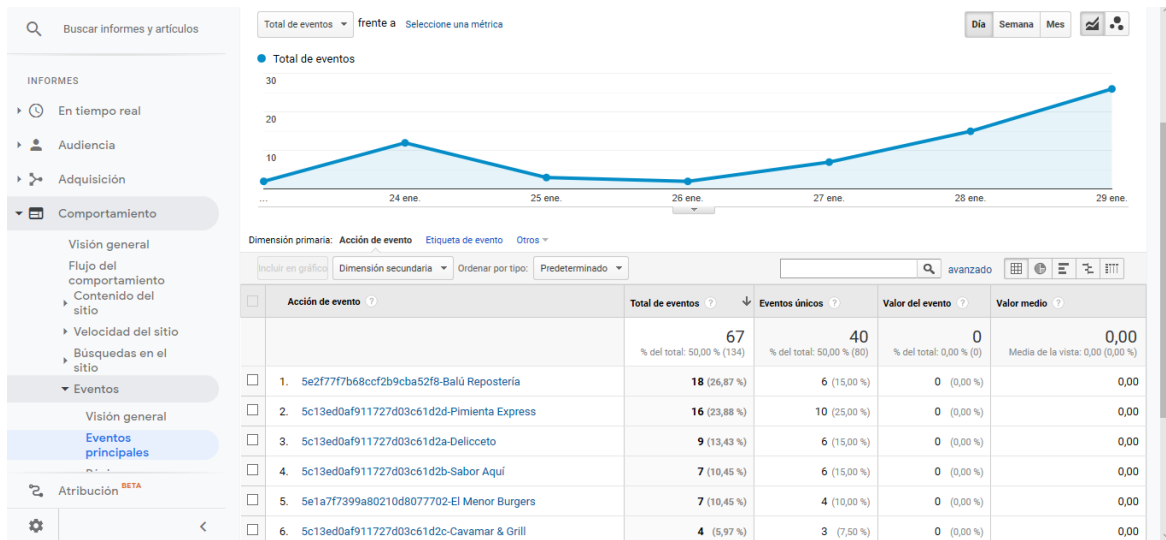 Buscar informes y artículos
INFORMES
En tiempo real
Audiencia
Adquisición
Comportamiento
Visión general
Flujo del
comportamiento
Contenido del
sitio
Velocidad del sitio
Búsquedas en el
sitio
Eventos
Visión general
Eventos
principales
Atribución BETA
Total de eventos frente a Seleccione una métrica
Día Semana Mes
Total de eventos
30
20
10
... 24 ene. 25 ene. 26 ene. 27 ene. 28 ene. 29 ene.
Dimensión primaria: Acción de evento Etiqueta de evento Otros
Incluir en gráfico Dimensión secundaria Ordenar por tipo: Predeterminado avanzado
Acción de evento ? Total de eventos ? Eventos únicos ? Valor del evento ? Valor medio ?
67 40 0 0,00
% del total: 50,00 % (134) % del total: 50,00 % (80) % del total: 0,00 % (0) Media de la vista: 0,00 (0,00 %)
1. 5e2f77f7b68ccf2b9cba52f8-Balú Repostería 18 (26,87 %) 6 (15,00 %) 0 (0,00 %) 0,00
2. 5c13ed0af911727d03c61d2d-Pimienta Express 16 (23,88 %) 10 (25,00 %) 0 (0,00 %) 0,00
3. 5c13ed0af911727d03c61d2a-Delicceto 9 (13,43 %) 6 (15,00 %) 0 (0,00 %) 0,00
4. 5c13ed0af911727d03c61d2b-Sabor Aquí 7 (10,45 %) 6 (15,00 %) 0 (0,00 %) 0,00
5. 5e1a7f7399a80210d8077702-El Menor Burgers 7 (10,45 %) 4 (10,00 %) 0 (0,00 %) 0,00
6. 5c13ed0af911727d03c61d2c-Cavamar & Grill 4 (5,97 %) 3 (7,50 %) 0 (0,00 %) 0,00